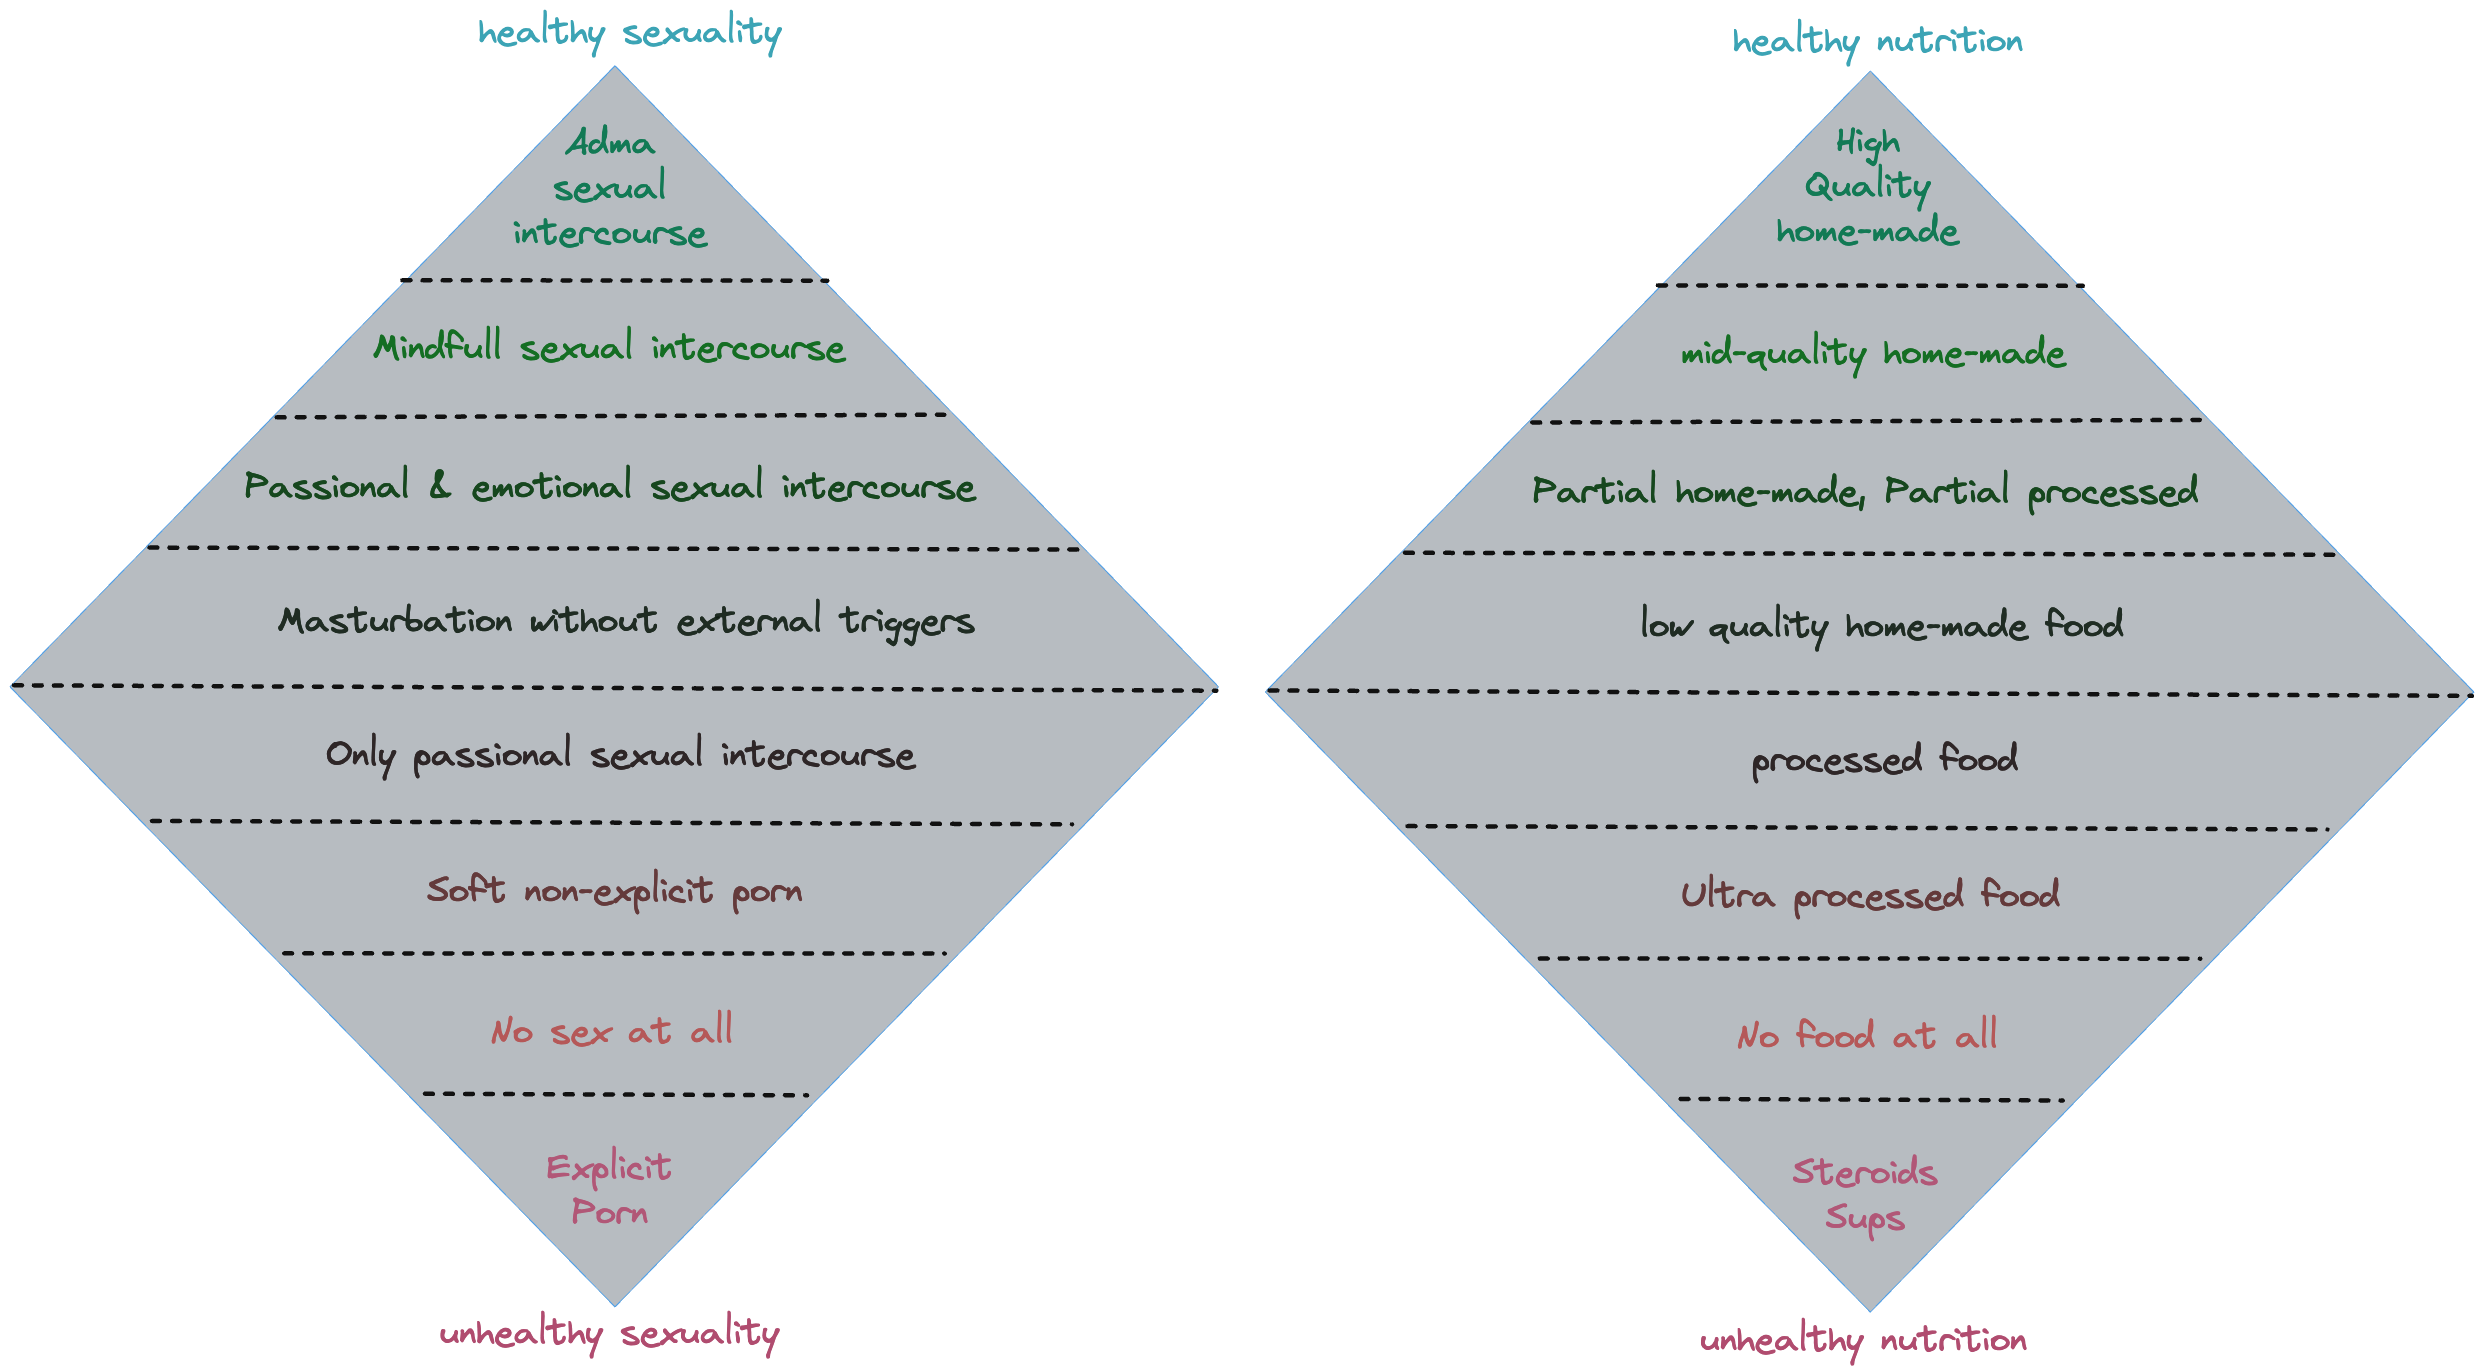 healthy sexuality
Adma
sexual
intercourse
Mindfull sexual intercourse
Passional & emotional sexual intercourse
Masturbation without external triggers
Only passional sexual intercourse
Soft non-explicit porn
No sex at all
Explicit
Porn
unhealthy sexuality
healthy nutrition
High
Quality
home-made
mid-quality home-made
Partial home-made, Partial processed
low quality home-made food
processed food
Ultra processed food
No food at all
Steroids
Sups
unhealthy nutrition